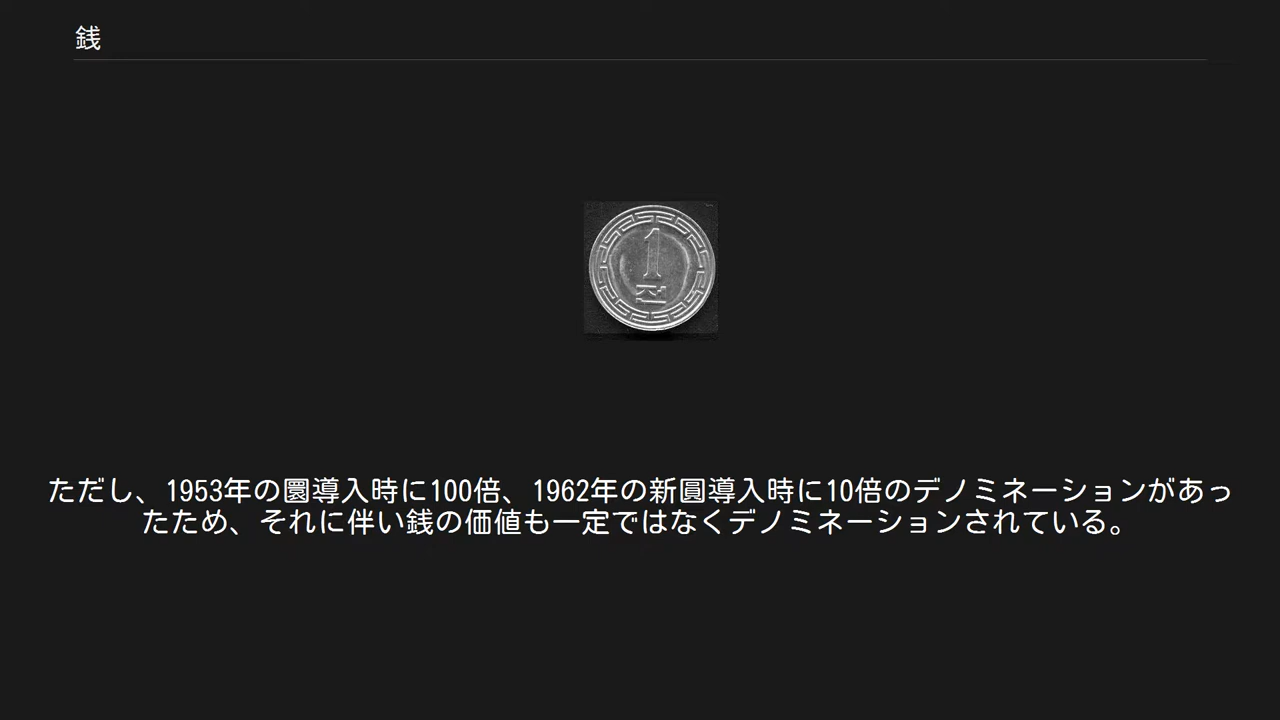 銭
1
전
ただし、1953年の圜導入時に100倍、1962年の新圓導入時に10倍のデノミネーションがあっ
たため、それに伴い銭の価値も一定ではなくデノミネーションされている。